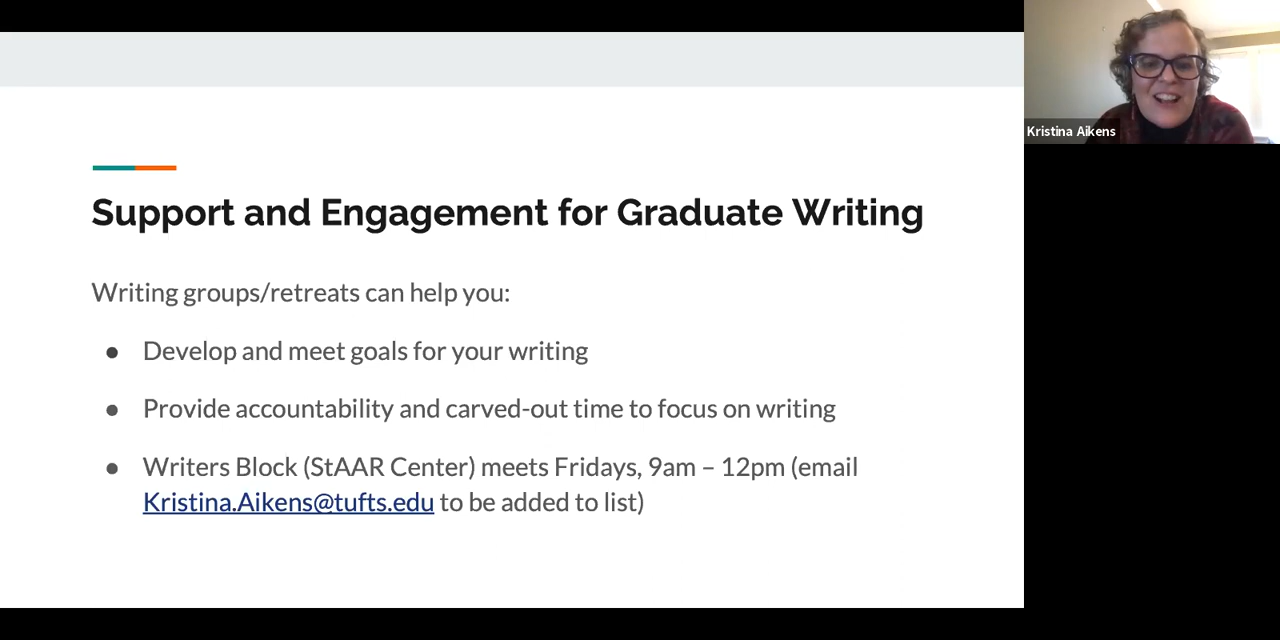 Support and Engagement for Graduate Writing
Writing groups/retreats can help you:
● Develop and meet goals for your writing
● Provide accountability and carved-out time to focus on writing
● Writers Block (StAAR Center) meets Fridays, 9am – 12pm (email
Kristina.Aikens@tufts.edu to be added to list)
Kristina Aikens